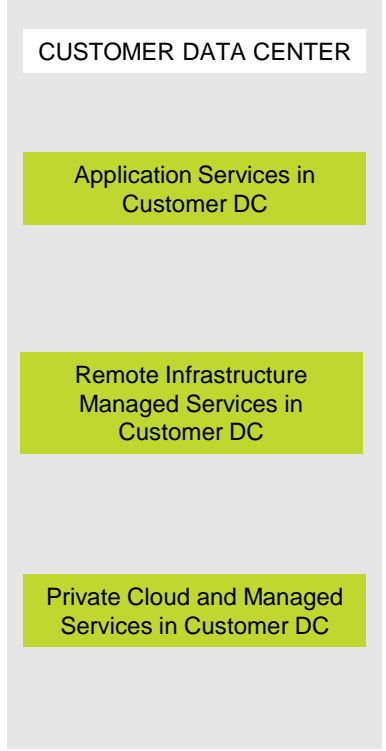 CUSTOMER DATA CENTER
Application Services in
Customer DC
Remote Infrastructure
Managed Services in
Customer DC
Private Cloud and Managed
Services in Customer DC